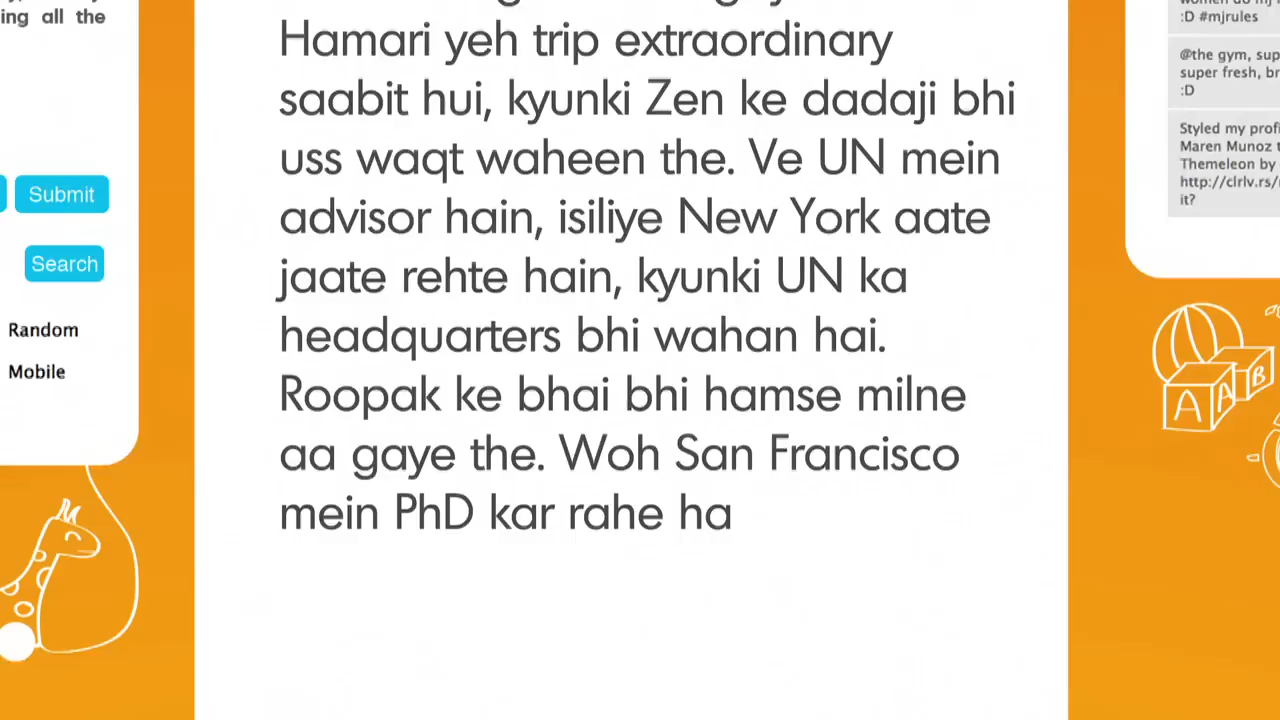 ing all the
Submit
Search
Random
Mobile
Hamari yeh trip extraordinary
saabit hui, kyunki Zen ke dadaji bhi
uss waqt waheen the. Ve UN mein
advisor hain, isiliye New York aate
jaate rehte hain, kyunki UN ka
headquarters bhi wahan hai.
Roopak ke bhai bhi hamse milne
aa gaye the. Woh San Francisco
mein PhD kar rahe ha
:D #mjrules
@the gym, sup
super fresh, br
:D
Styled my profi
Maren Munoz t
Themeleon by
http://clrlv.rs/
it?
A
A
B